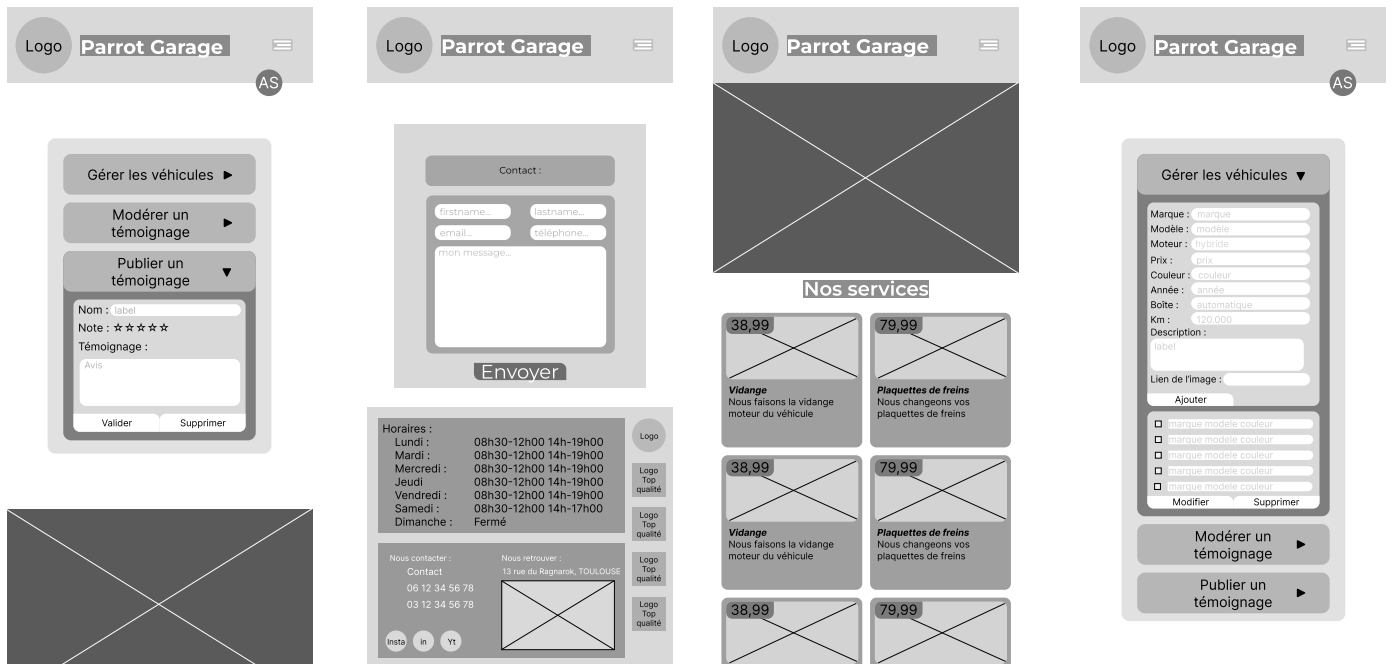 Logo
Parrot Garage
AS
Gérer les véhicules
Modérer un
témoignage
Publier un
témoignage
Nom : label
Note :
Témoignage :
Avis
Valider Supprimer
Logo
Parrot Garage
Contact :
firstname... lastname...
email... téléphone...
mon message...
Envoyer
Horaires :
Lundi : 08h30-12h00 14h-19h00
Mardi : 08h30-12h00 14h-19h00
Mercredi : 08h30-12h00 14h-19h00
Jeudi 08h30-12h00 14h-19h00
Vendredi : 08h30-12h00 14h-19h00
Samedi : 08h30-12h00 14h-17h00
Dimanche : Fermé
Logo
Logo
Top
qualité
Logo
Top
qualité
Logo
Top
qualité
Logo
Top
qualité
Nous contacter :
Contact
06 12 34 56 78
03 12 34 56 78
Insta in Yt
Nous retrouver :
13 rue du Ragnarok, TOULOUSE
Logo
Parrot Garage
Nos services
38,99
Vidange
Nous faisons la vidange
moteur du véhicule
79,99
Plaquettes de freins
Nous changeons vos
plaquettes de freins
38,99
Vidange
Nous faisons la vidange
moteur du véhicule
79,99
Plaquettes de freins
Nous changeons vos
plaquettes de freins
38,99
79,99
Logo
Parrot Garage
AS
Gérer les véhicules
Marque : marque
Modèle : modèle
Moteur : hybride
Prix : prix
Couleur : couleur
Année : année
Boîte : automatique
Km : 120.000
Description :
label
Lien de l'image :
Ajouter
marque modele couleur
marque modele couleur
marque modele couleur
marque modele couleur
marque modele couleur
Modifier Supprimer
Modérer un
témoignage
Publier un
témoignage